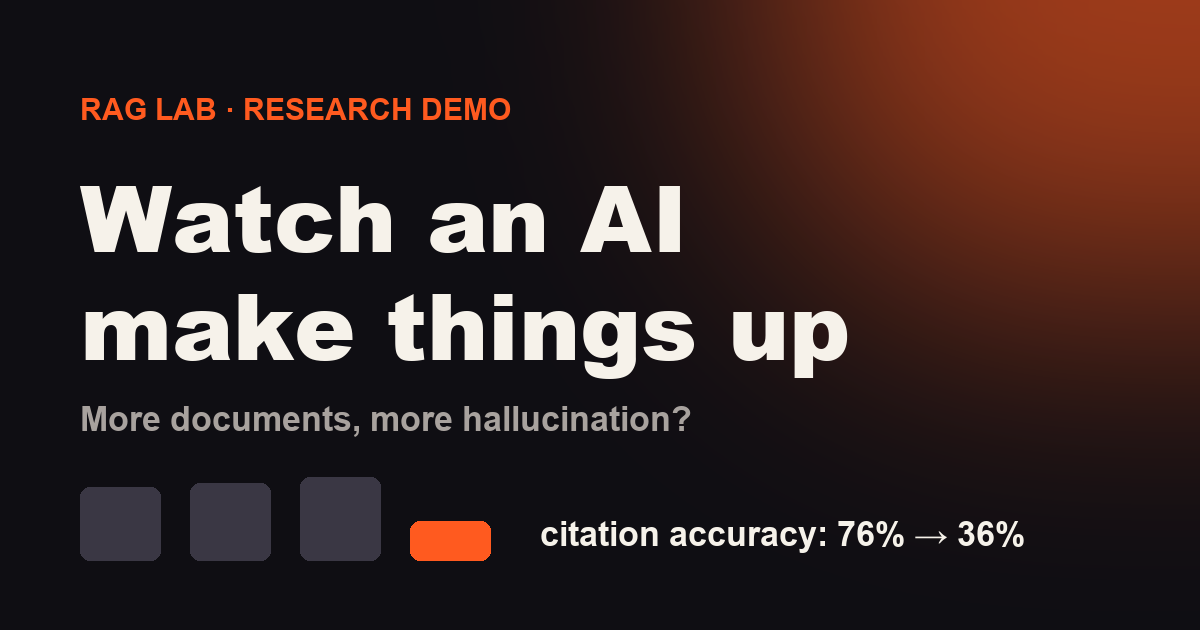 RAG LAB · RESEARCH DEMO
Watch an AI
make things up
More documents, more hallucination?
citation accuracy: 76% → 36%